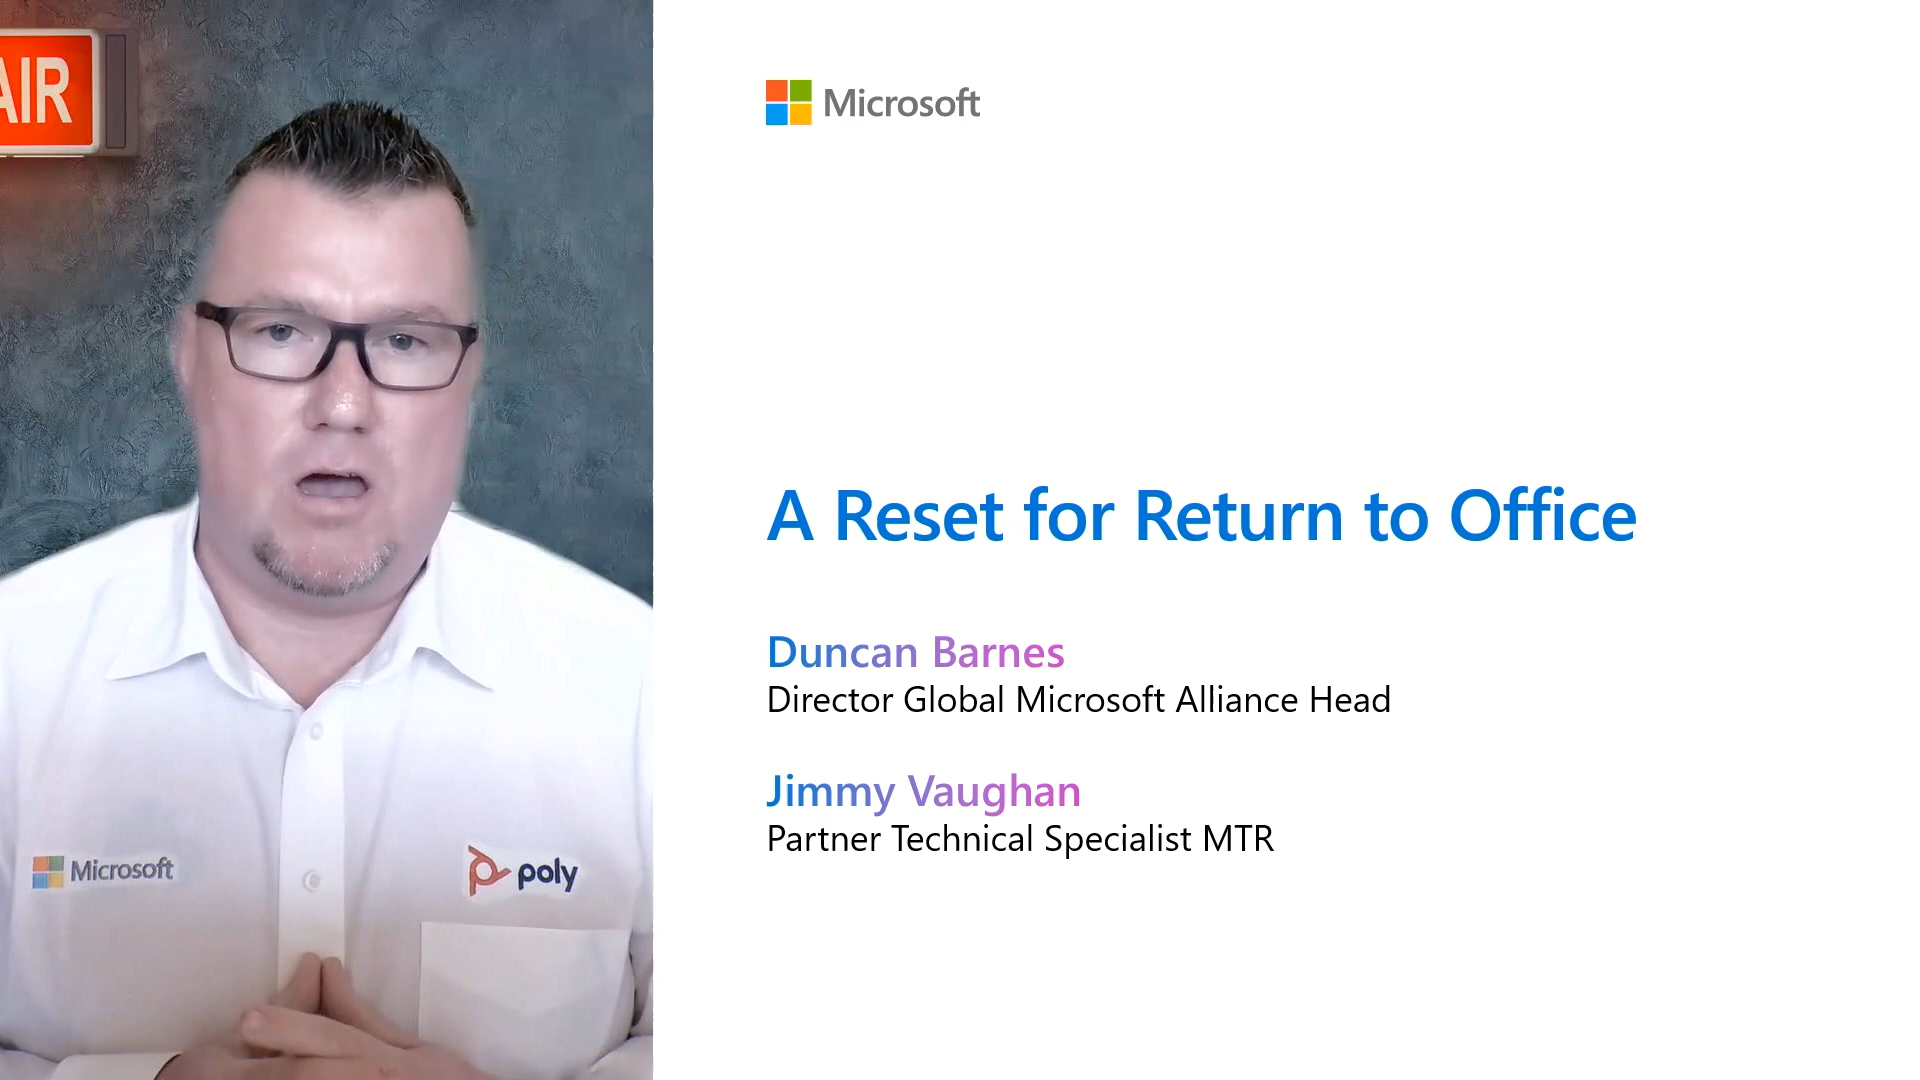 AIR
Microsoft
A Reset for Return to Office
Duncan Barnes
Director Global Microsoft Alliance Head
Jimmy Vaughan
Partner Technical Specialist MTR
Microsoft
poly